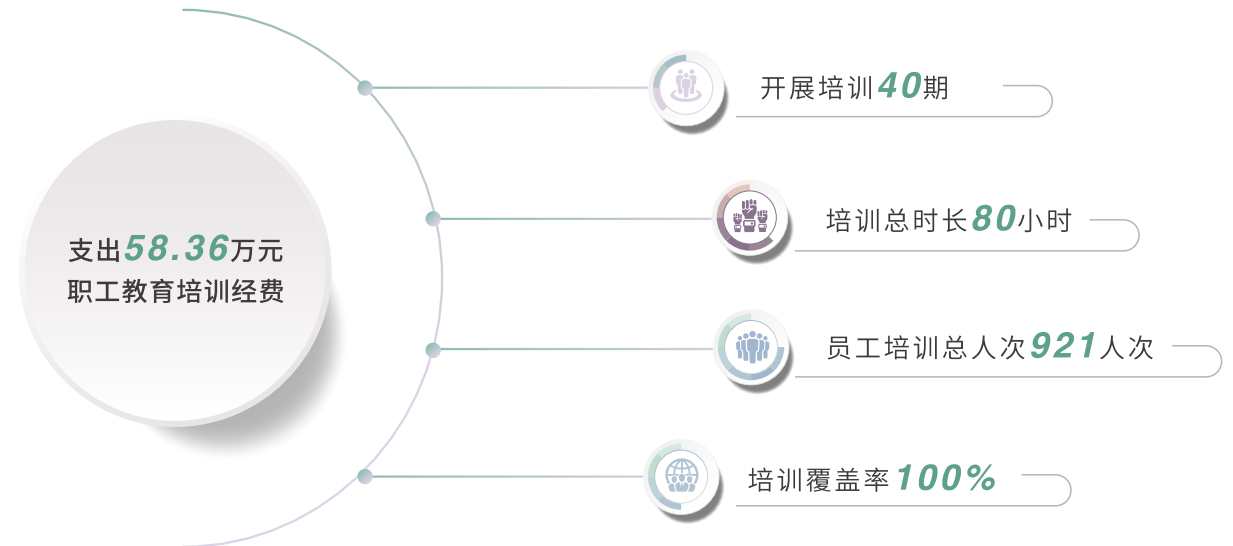 支出58.36万元
职工教育培训经费
开展培训40期
培训总时长80小时
员工培训总人次921人次
培训覆盖率100%